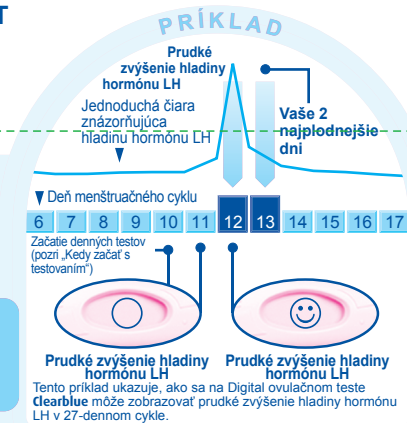 T
PRÍKLAD
Prudké
zvýšenie hladiny
hormónu LH
Jednoduchá čiara
znázorňujúca
hladinu hormónu LH
Vaše 2
najplodnejšie
dni
Deň menštruačného cyklu
6 7 8 9 10 11 12 13 14 15 16 17
Začatie denných testov
(pozri „Kedy začať s
testovaním“)
Prudké zvýšenie hladiny
hormónu LH
Prudké zvýšenie hladiny
hormónu LH
Tento príklad ukazuje, ako sa na Digital ovulačnom teste
Clearblue môže zobrazovať prudké zvýšenie hladiny hormónu
LH v 27-dennom cykle.